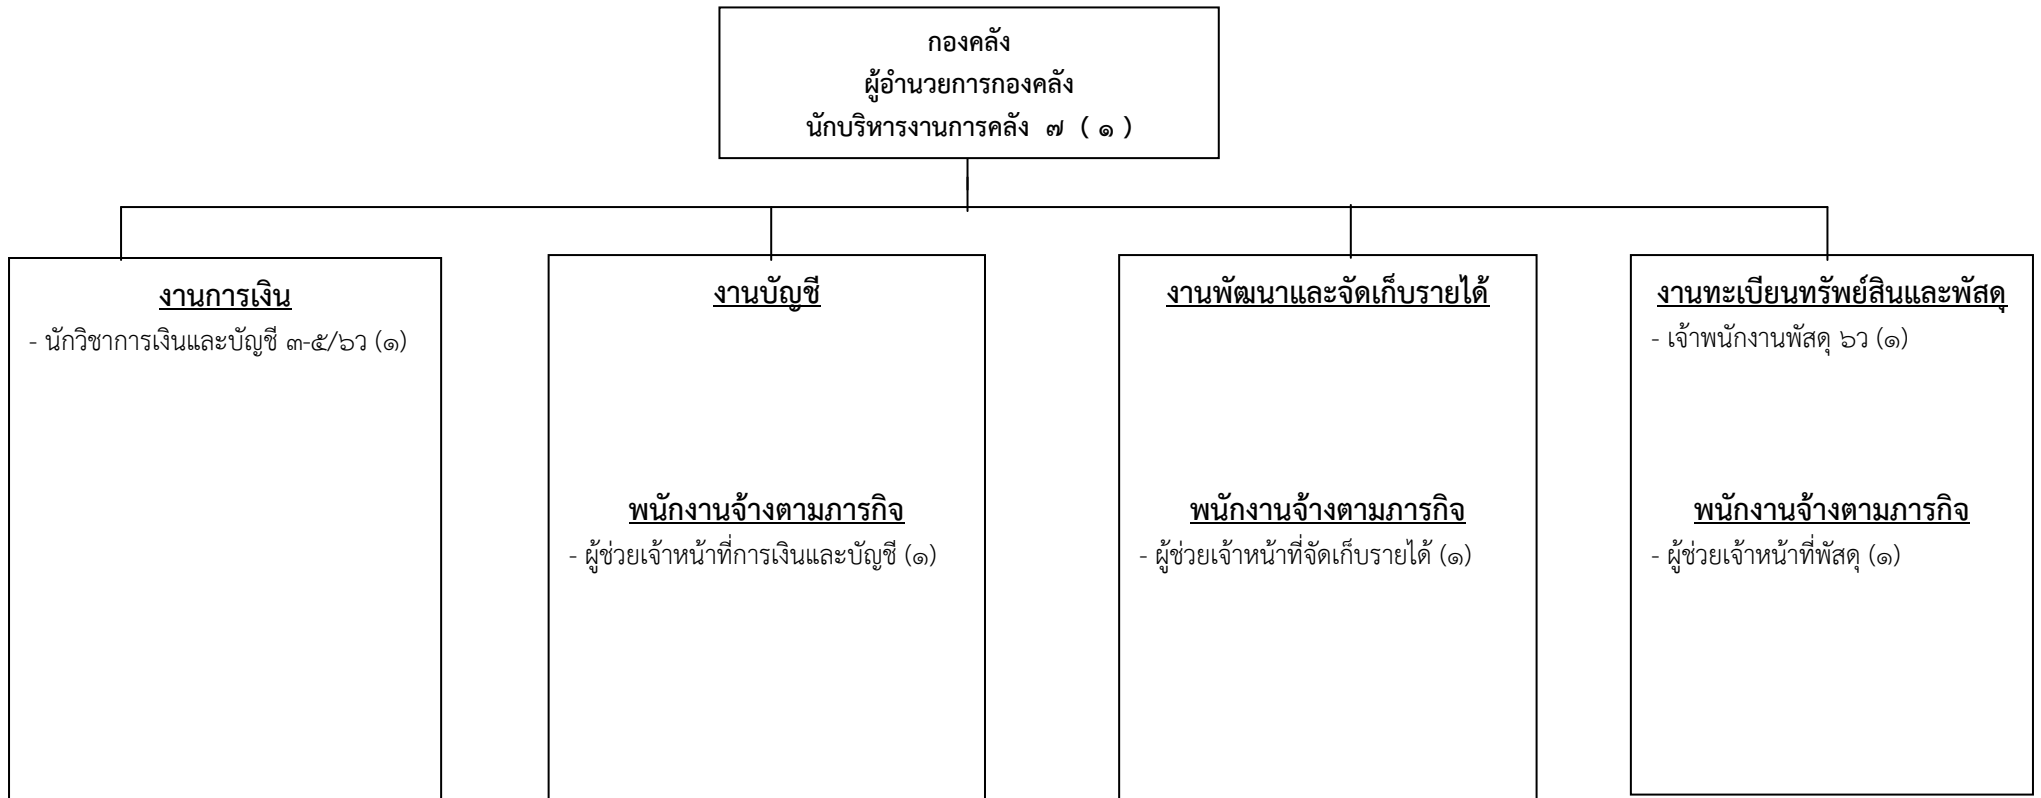 กองคลัง
ผู้อำนวยการกองคลัง
นักบริหารงานการคลัง ๗ ( ๑ )
งานการเงิน
- นักวิชาการเงินและบัญชี ๓-๕/๖ว (๑)
งานบัญชี
พนักงานจ้างตามภารกิจ
- ผู้ช่วยเจ้าหน้าที่การเงินและบัญชี (๑)
งานพัฒนาและจัดเก็บรายได้
พนักงานจ้างตามภารกิจ
- ผู้ช่วยเจ้าหน้าที่จัดเก็บรายได้ (๑)
งานทะเบียนทรัพย์สินและพัสดุ
- เจ้าพนักงานพัสดุ ๖ว (๑)
พนักงานจ้างตามภารกิจ
- ผู้ช่วยเจ้าหน้าที่พัสดุ (๑)